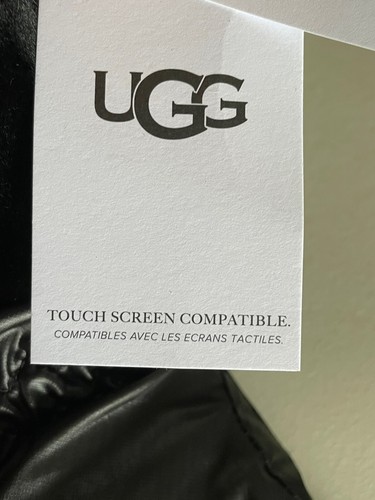 UGG
TOUCH SCREEN COMPATIBLE.
COMPATIBLES AVEC LES ECRANS TACTILES.